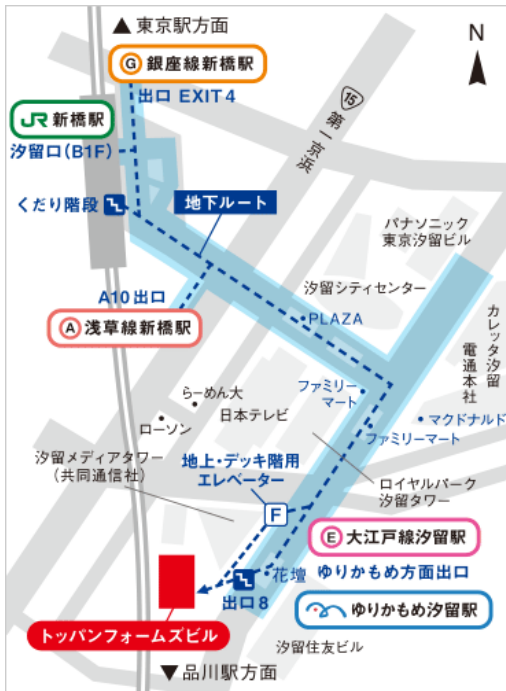 ▲東京駅方面
N
G 銀座線新橋駅
出口 EXIT 4
15
第一京浜
JR 新橋駅
汐留口(B1F)
くだり階段
地下ルート
パナソニック
東京汐留ビル
汐留シティセンター
A10 出口
A 浅草線新橋駅
PLAZA
カレッタ汐留
電通本社
ファミリー
マート
らーめん大
日本テレビ
ローソン
マクドナルド
ファミリーマート
汐留メディアタワー
(共同通信社)
地上・デッキ階用
エレベーター
ロイヤルパーク
汐留タワー
F
E 大江戸線汐留駅
花壇
ゆりかもめ方面出口
出口 8
ゆりかもめ汐留駅
トッパンフォームズビル
汐留住友ビル
▼品川駅方面